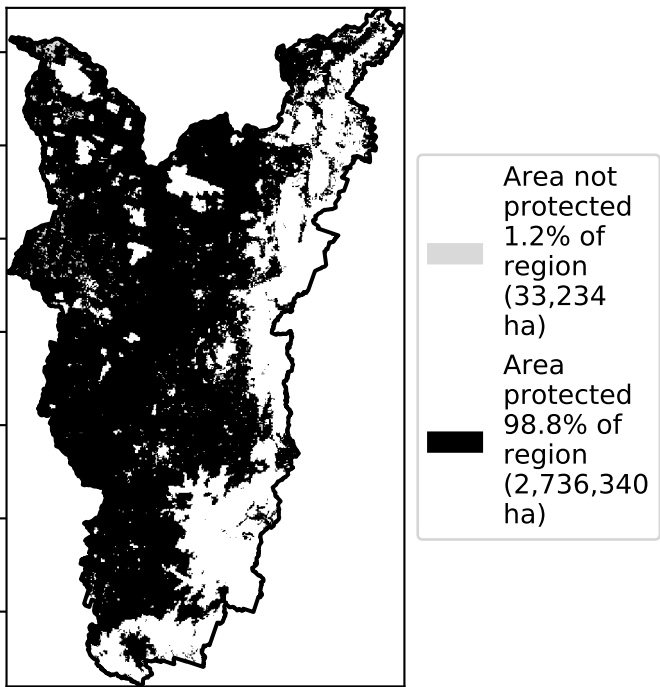 Area not
protected
1.2% of
region
(33,234
ha)
Area
protected
98.8% of
region
(2,736,340
ha)